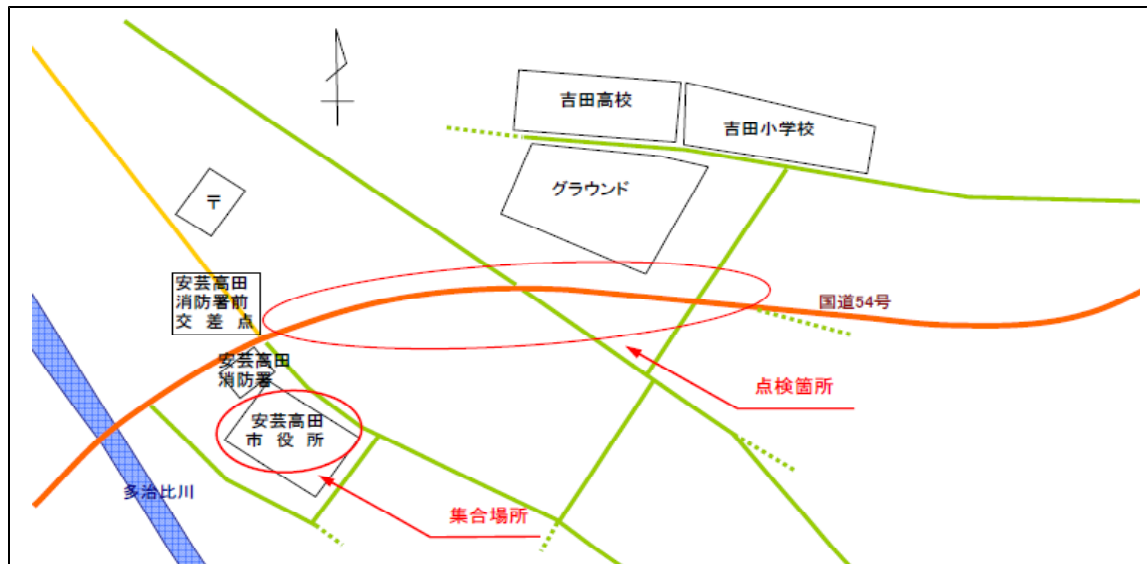 吉田高校
吉田小学校
グラウンド
〒
安芸高田
消防署前
交差点
国道54号
安芸高田
消防署
点検箇所
安芸高田
市役所
多治比川
集合場所